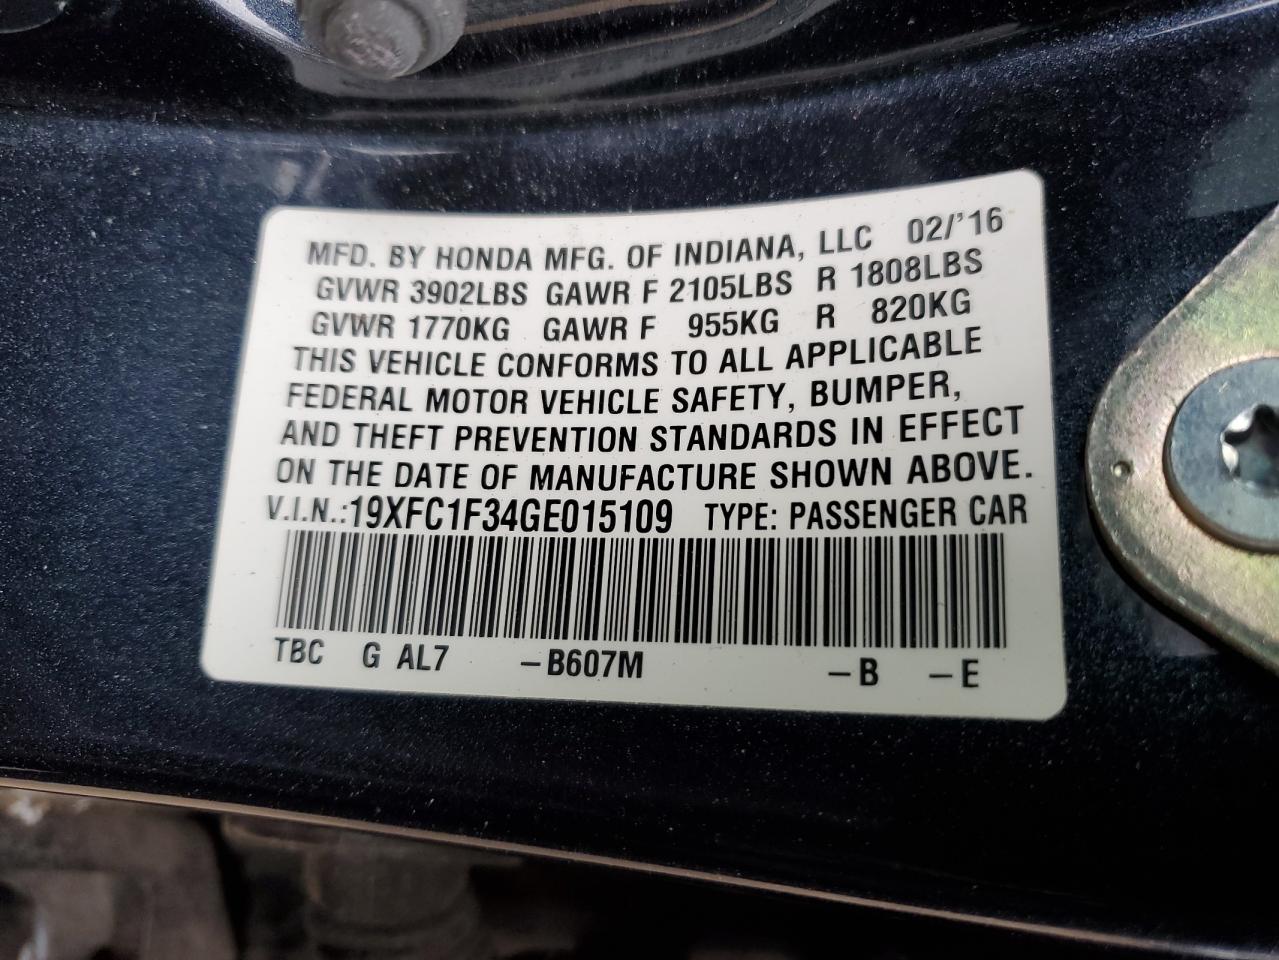 MFD. BY HONDA MFG. OF INDIANA, LLC 02/'16
GVWR 3902LBS GAWR F 2105LBS R 1808LBS
GVWR 1770KG GAWR F 955KG R 820KG
THIS VEHICLE CONFORMS TO ALL APPLICABLE
FEDERAL MOTOR VEHICLE SAFETY, BUMPER,
AND THEFT PREVENTION STANDARDS IN EFFECT
ON THE DATE OF MANUFACTURE SHOWN ABOVE.
V.I.N.:19XFC1F34GE015109 TYPE: PASSENGER CAR
TBC G AL7 –B607M –B –E